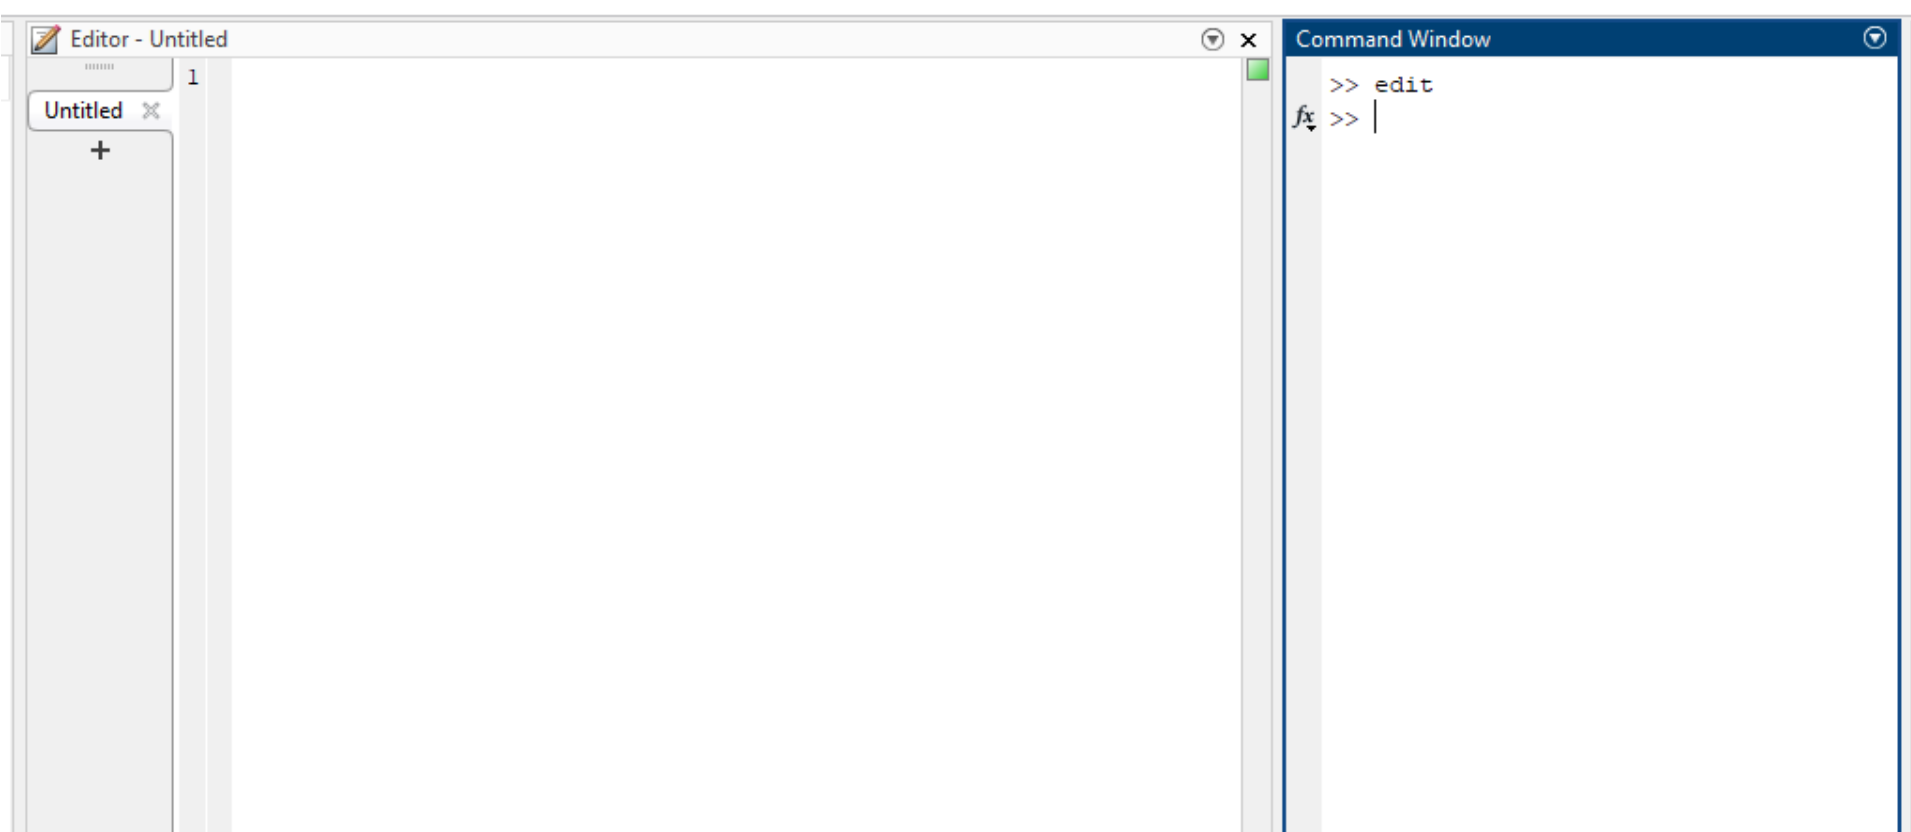 Editor - Untitled
Untitled
1
Command Window
>> edit
fx >>